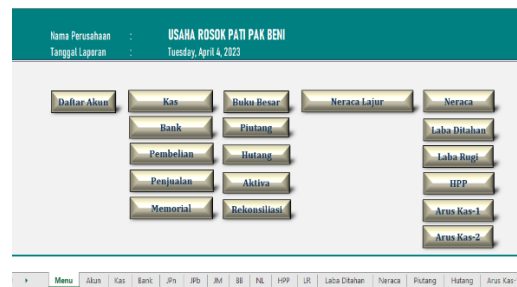 Nama Perusahaan : USAHA ROSOK PATI PAK BENI
Tanggal Laporan : Tuesday, April 4, 2023
Daftar Akun Kas Buku Besar Neraca Lajur Neraca
Bank Piutang Laba Ditahan
Pembelian Hutang Laba Rugi
Penjualan Aktiva HPP
Memorial Rekonsiliasi Arus Kas-1
Arus Kas-2
Menu Akun Kas Bank JPn JPb JM BB NL HPP LR Laba Ditahan Neraca Piutang Hutang Arus Kas-